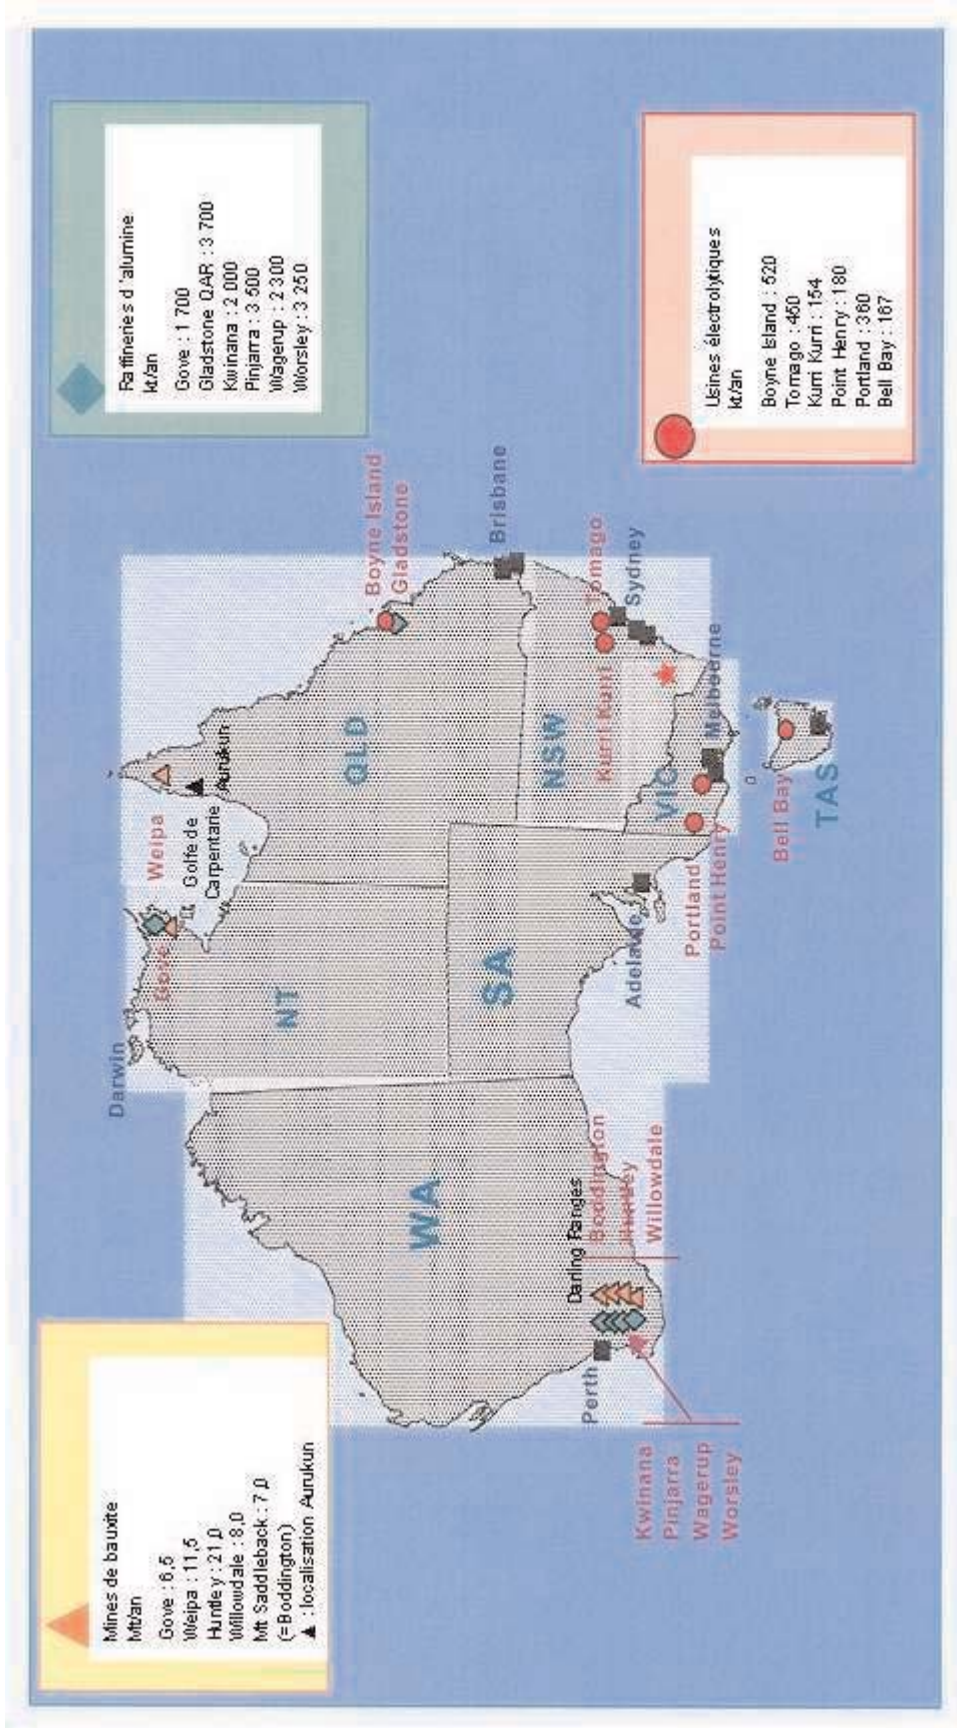 Mines de bauxite
Mt/an
Gove : 6,5
Weipa : 11,5
Huntley : 21,0
Willowdale : 8,0
Mt Saddleback : 7,0
(=Boddington)
▲ : localisation Aurukun
Raffineries d'alumine
kt/an
Gove : 1 700
Gladstone QAR : 3 700
Kwinana : 2 000
Pinjarra : 3 500
Wagerup : 2 300
Worsley : 3 250
Usines électrolytiques
kt/an
Boyne Island : 520
Tomago : 460
Kurri Kurri : 154
Point Henry : 180
Portland : 360
Bell Bay : 167
Darwin
Gove
Weipa
Golfe de
Carpentarie
Aurukun
Boyne Island
Gladstone
NT
QLD
WA
SA
NSW
VIC
TAS
Brisbane
Tomago
Kurri Kurri
Sydney
Melbourne
Adelaide
Portland
Point Henry
Bell Bay
Darling Ranges
Boddington
Huntley
Willowdale
Perth
Kwinana
Pinjarra
Wagerup
Worsley